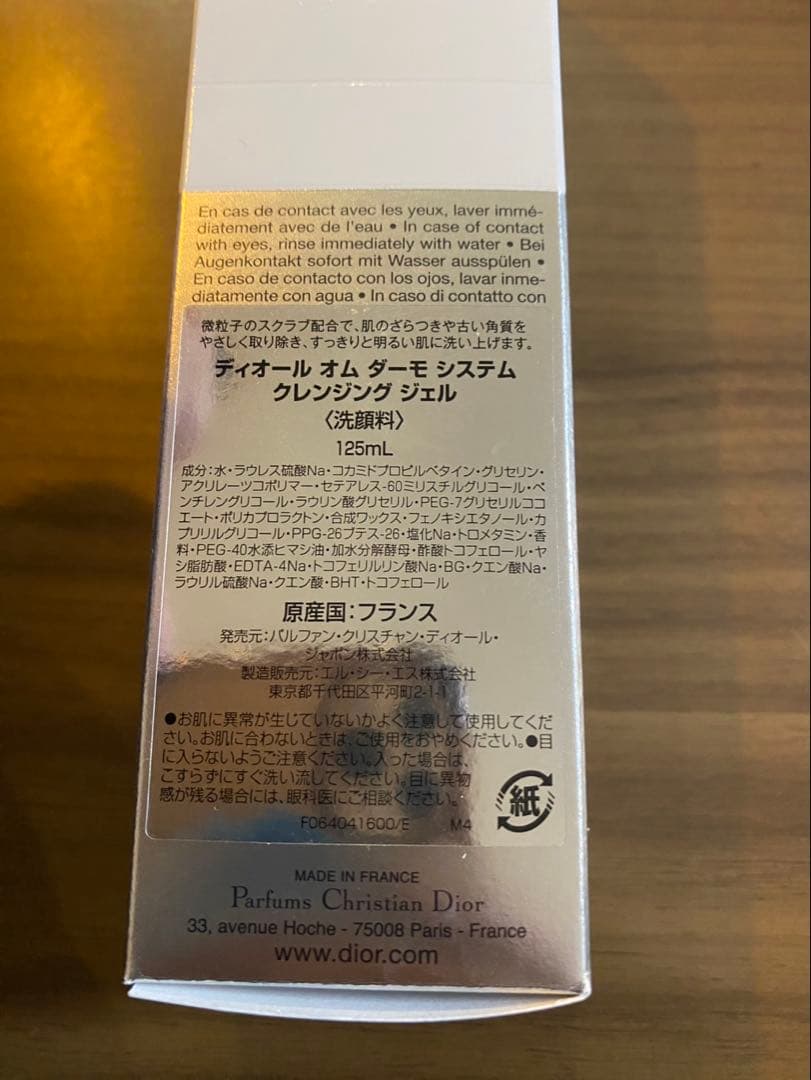 En cas de contact avec les yeux, laver immé-
diatement avec de l'eau • In case of contact
with eyes, rinse immediately with water • Bei
Augenkontakt sofort mit Wasser ausspülen •
En caso de contacto con los ojos, lavar inme-
diatamente con agua • In caso di contatto con
微粒子のスクラブ配合で、肌のざらつきや古い角質を
やさしく取り除き、すっきりと明るい肌に洗い上げます。
ディオール オム ダーモ システム
クレンジング ジェル
〈洗顔料〉
125mL
成分：水・ラウレス硫酸Na・コカミドプロピルベタイン・グリセリン・
アクリレーツコポリマー・セテアレス-60ミリスチルグリコール・ペ
ンチレングリコール・ラウリン酸グリセリル・PEG-7グリセリルココ
エート・ポリカプロラクトン・合成ワックス・フェノキシエタノール・カ
プリリルグリコール・PPG-26ブテス-26・塩化Na・トロメタミン・香
料・PEG-40水添ヒマシ油・加水分解酵母・酢酸トコフェロール・ヤ
シ脂肪酸・EDTA-4Na・トコフェリルリン酸Na・BG・クエン酸Na・
ラウリル硫酸Na・クエン酸・BHT・トコフェロール
原産国：フランス
発売元：パルファン・クリスチャン・ディオール・
ジャポン株式会社
製造販売元：エル・シー・エス株式会社
東京都千代田区平河町2-1-1
●お肌に異常が生じていないかよく注意して使用してくだ
さい。お肌に合わないときは、ご使用をおやめください。●目
に入らないようご注意ください。入った場合は、
こすらずにすぐ洗い流してください。目に異物
感が残る場合には、眼科医にご相談ください。
紙
F064041600/E M4
MADE IN FRANCE
Parfums Christian Dior
33, avenue Hoche - 75008 Paris - France
www.dior.com